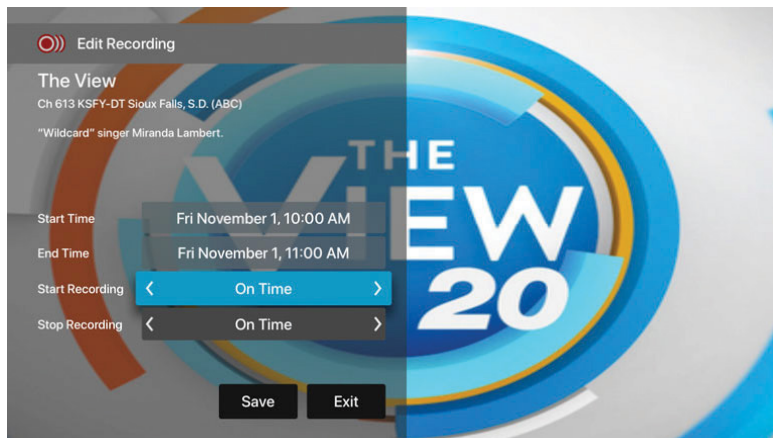 Edit Recording
The View
Ch 613 KSFY-DT Sioux Falls, S.D. (ABC)
"Wildcard" singer Miranda Lambert.
Start Time Fri November 1, 10:00 AM
End Time Fri November 1, 11:00 AM
Start Recording < On Time >
Stop Recording < On Time >
Save Exit
THE
VIEW
20